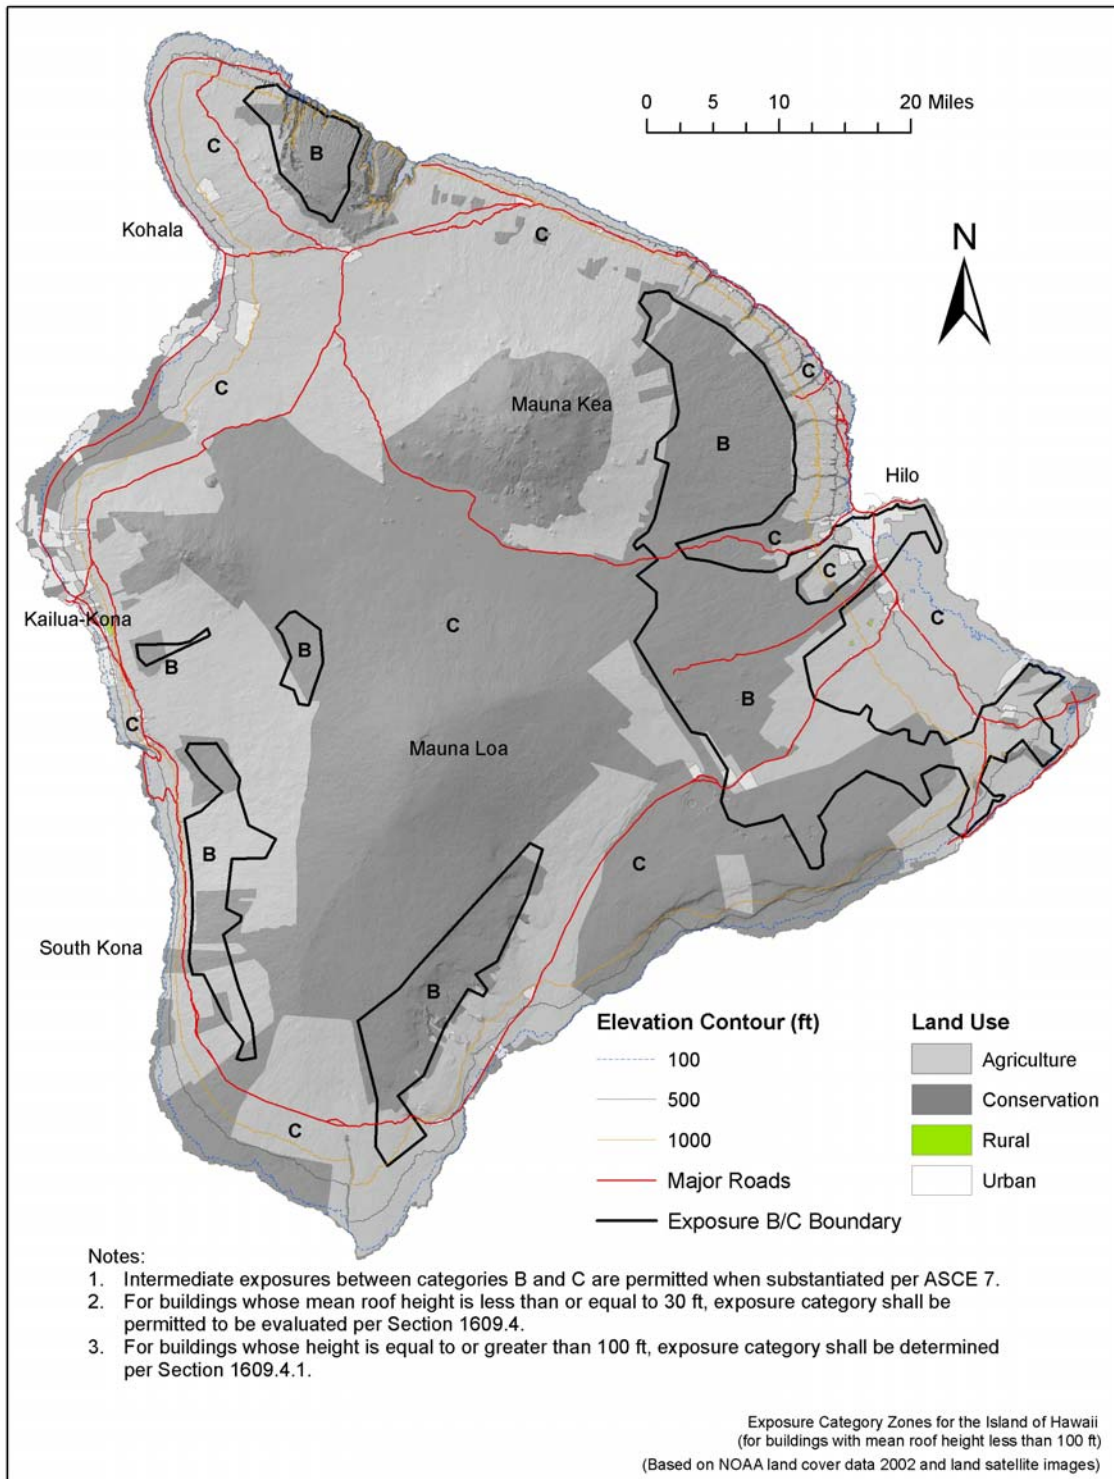 0 5 10 20 Miles
N
C
B
Kohala
C
C
C
Mauna Kea
B
Hilo
C
C
Kailua-Kona
C
C
B
B
B
C
Mauna Loa
B
C
South Kona
B
C
Elevation Contour (ft)
100
500
1000
Major Roads
Exposure B/C Boundary
Land Use
Agriculture
Conservation
Rural
Urban
Notes:
1. Intermediate exposures between categories B and C are permitted when substantiated per ASCE 7.
2. For buildings whose mean roof height is less than or equal to 30 ft, exposure category shall be
permitted to be evaluated per Section 1609.4.
3. For buildings whose height is equal to or greater than 100 ft, exposure category shall be determined
per Section 1609.4.1.
Exposure Category Zones for the Island of Hawaii
(for buildings with mean roof height less than 100 ft)
(Based on NOAA land cover data 2002 and land satellite images)